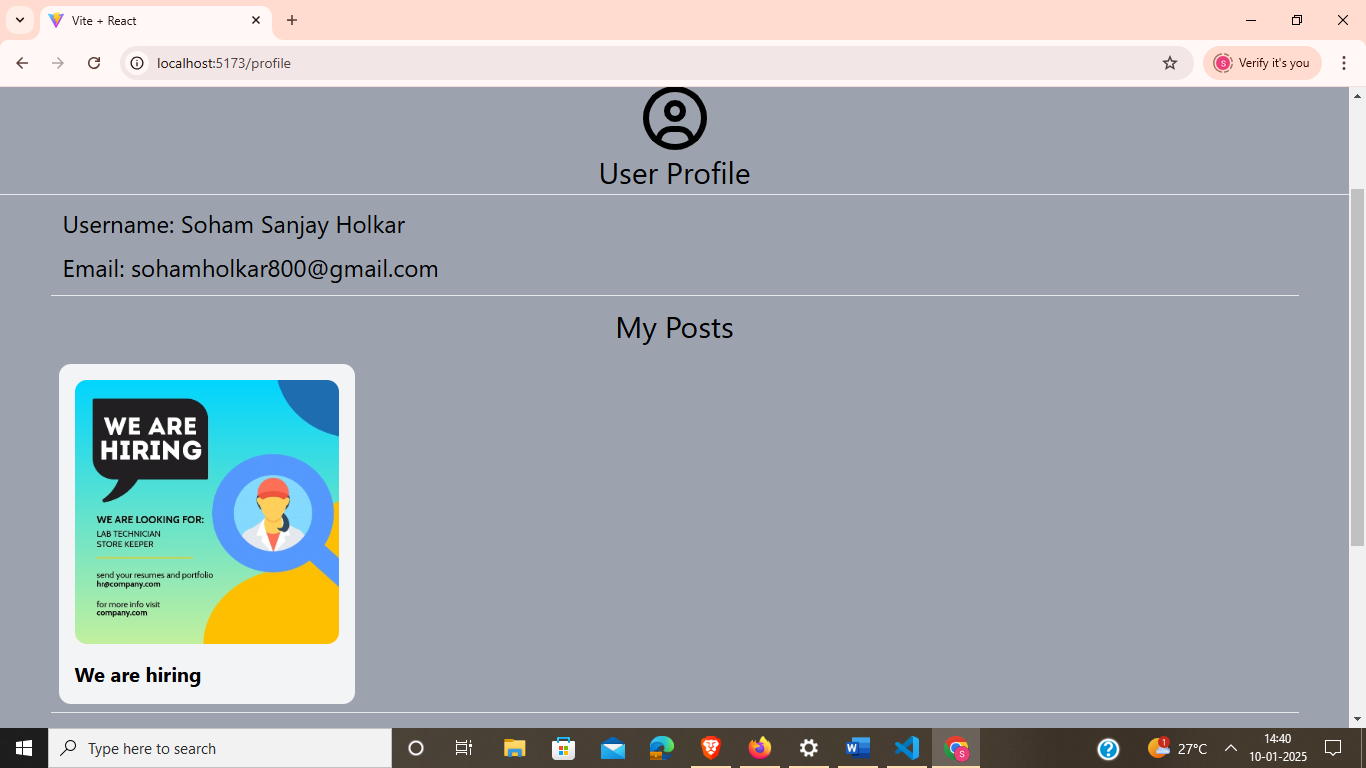 Vite + React
localhost:5173/profile
Verify it's you
User Profile
Username: Soham Sanjay Holkar
Email: sohamholkar800@gmail.com
My Posts
WE ARE
HIRING
WE ARE LOOKING FOR:
LAB TECHNICIAN
STORE KEEPER
send your resumes and portfolio
hr@company.com
for more info visit
company.com
We are hiring
Type here to search
1
27°C
14:40
10-01-2025